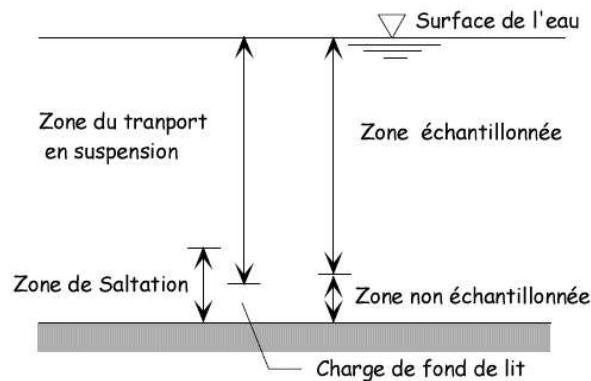 Surface de l'eau
Zone du tranport
en suspension
Zone échantillonnée
Zone de Saltation
Zone non échantillonnée
Charge de fond de lit